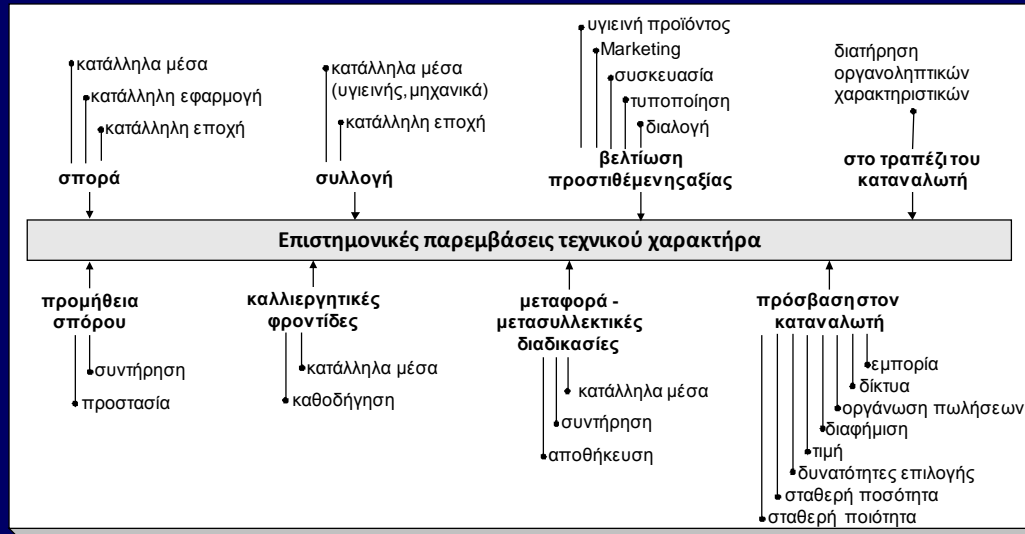 κατάλληλα μέσα
κατάλληλη εφαρμογή
κατάλληλη εποχή
σπορά
κατάλληλα μέσα
(υγιεινής,μηχανικά)
κατάλληλη εποχή
συλλογή
υγιεινή προϊόντος
Marketing
συσκευασία
τυποποίηση
διαλογή
βελτίωση
προστιθέμενης αξίας
διατήρηση
οργανοληπτικών
χαρακτηριστικών
στο τραπέζι του
καταναλωτή
Επιστημονικές παρεμβάσεις τεχνικού χαρακτήρα
προμήθεια
σπόρου
συντήρηση
προστασία
καλλιεργητικές
φροντίδες
κατάλληλα μέσα
καθοδήγηση
μεταφορά -
μετασυλλεκτικές
διαδικασίες
κατάλληλα μέσα
συντήρηση
αποθήκευση
πρόσβαση στον
καταναλωτή
εμπορία
δίκτυα
οργάνωση πωλήσεων
διαφήμιση
τιμή
δυνατότητες επιλογής
σταθερή ποσότητα
σταθερή ποιότητα